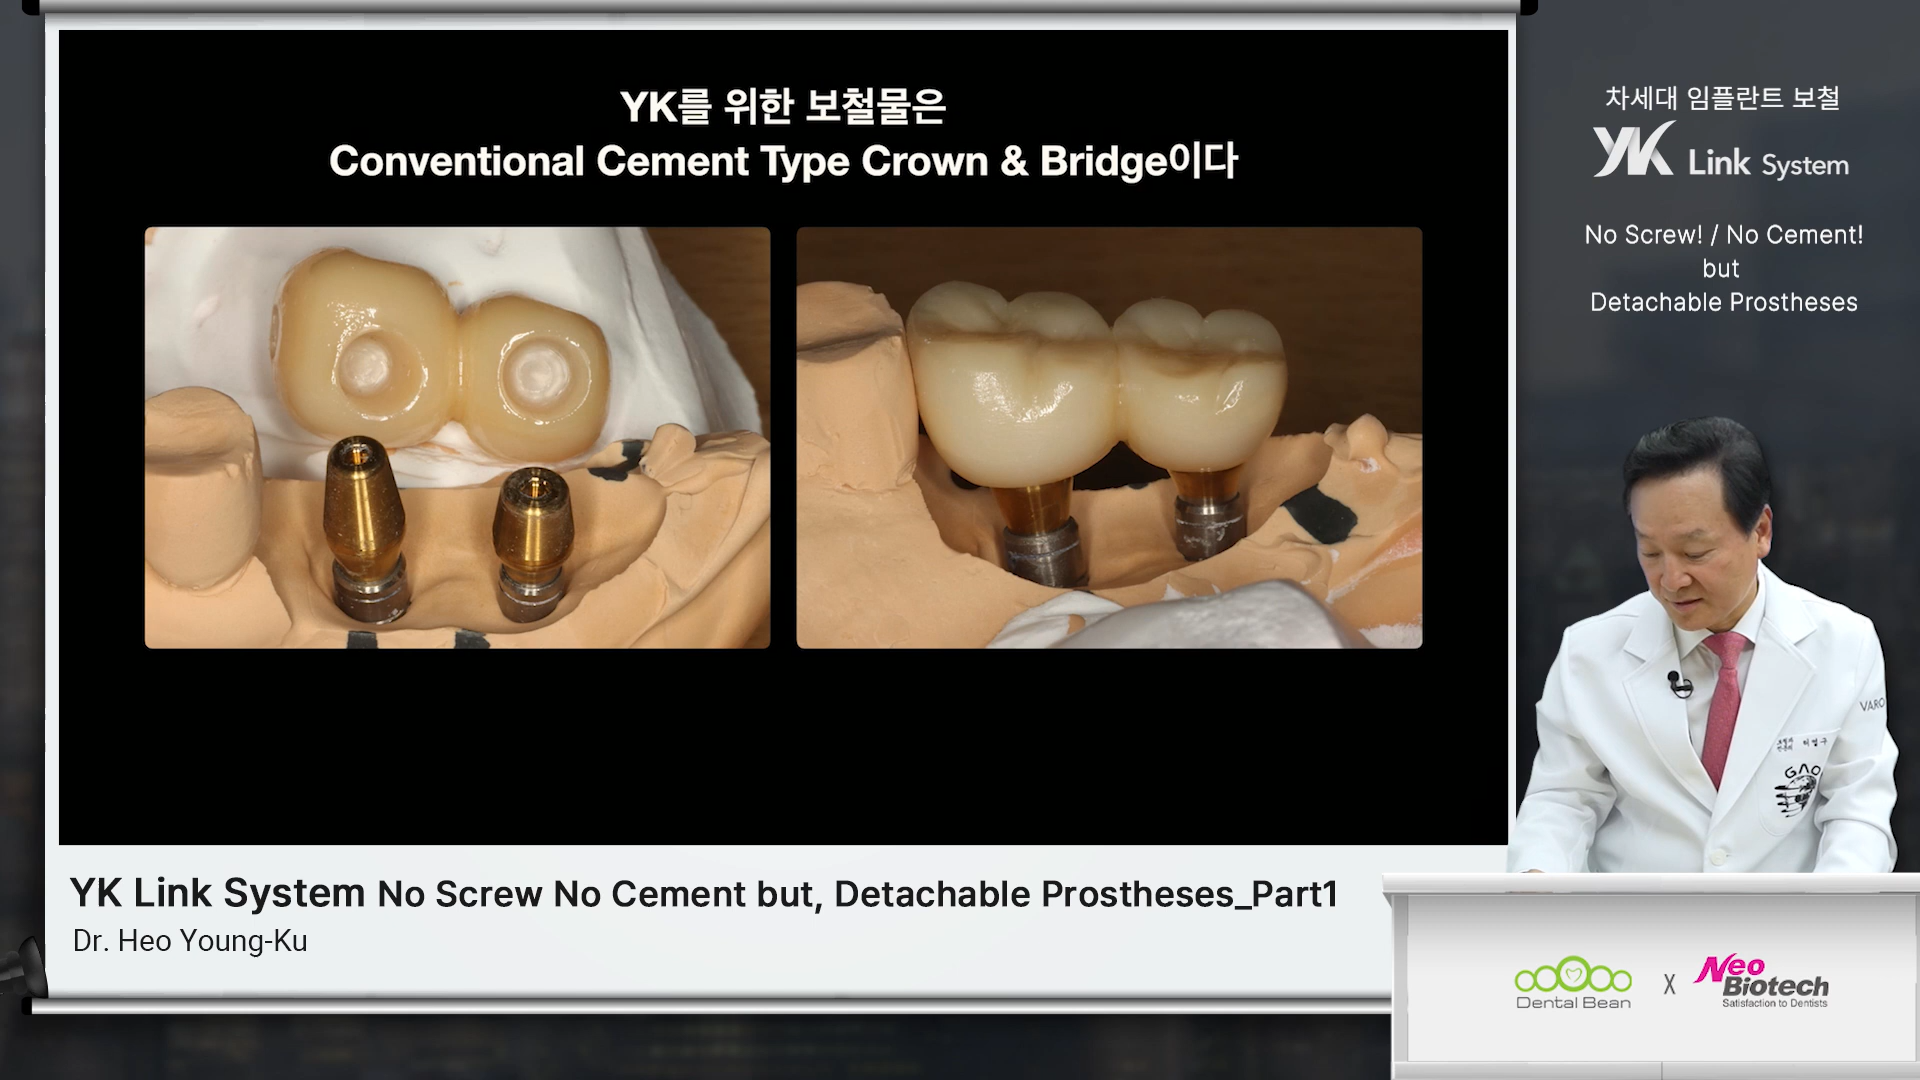 YK를 위한 보철물은
Conventional Cement Type Crown & Bridge이다
차세대 임플란트 보철
YK Link System
No Screw! / No Cement!
but
Detachable Prostheses
VARO
허영구
GAO
YK Link System No Screw No Cement but, Detachable Prostheses_Part1
Dr. Heo Young-Ku
Dental Bean
X
Neo Biotech
Satisfaction to Dentists